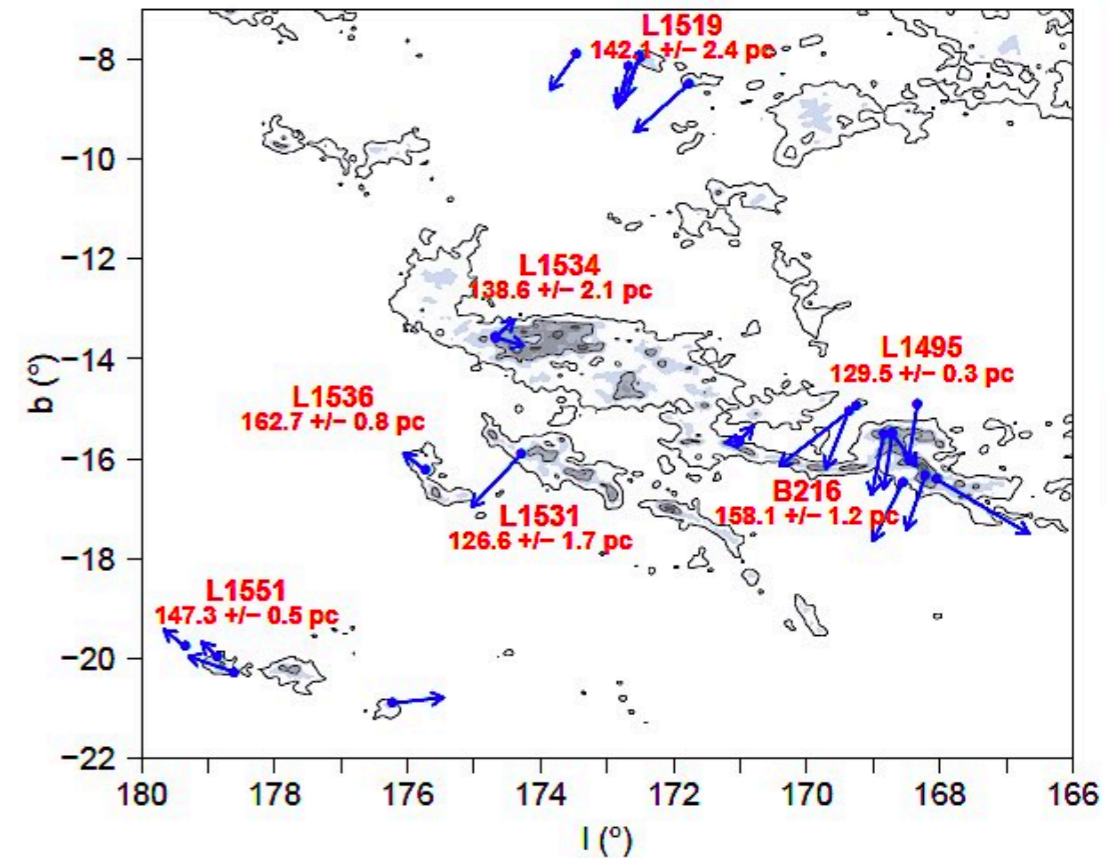 L1519
142.1 +/− 2.4 pc
−8
−10
−12
L1534
138.6 +/− 2.1 pc
−14
L1495
129.5 +/− 0.3 pc
b (°)
L1536
162.7 +/− 0.8 pc
−16
B216
158.1 +/− 1.2 pc
L1531
126.6 +/− 1.7 pc
−18
L1551
147.3 +/− 0.5 pc
−20
−22
180 178 176 174 172 170 168 166
l (°)